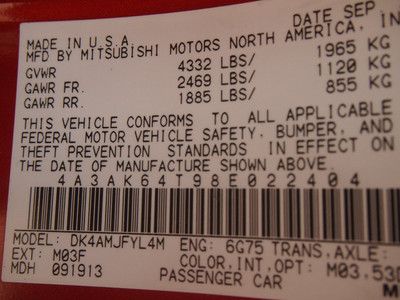 DATE SEP
MADE IN U.S.A.
MFD BY MITSUBISHI MOTORS NORTH AMERICA, IN
GVWR 4332 LBS/ 1965 KG
GAWR FR. 2469 LBS/ 1120 KG
GAWR RR. 1885 LBS/ 855 KG
THIS VEHICLE CONFORMS TO ALL APPLICABLE
FEDERAL MOTOR VEHICLE SAFETY, BUMPER, AND
THEFT PREVENTION STANDARDS IN EFFECT ON
THE DATE OF MANUFACTURE SHOWN ABOVE.
4A3AK64T98E022404
MODEL: DK4AMJFYL4M ENG: 6G75 TRANS,AXLE:
EXT: M03F COLOR,INT,OPT: M03,53D
MDH 091913 PASSENGER CAR M